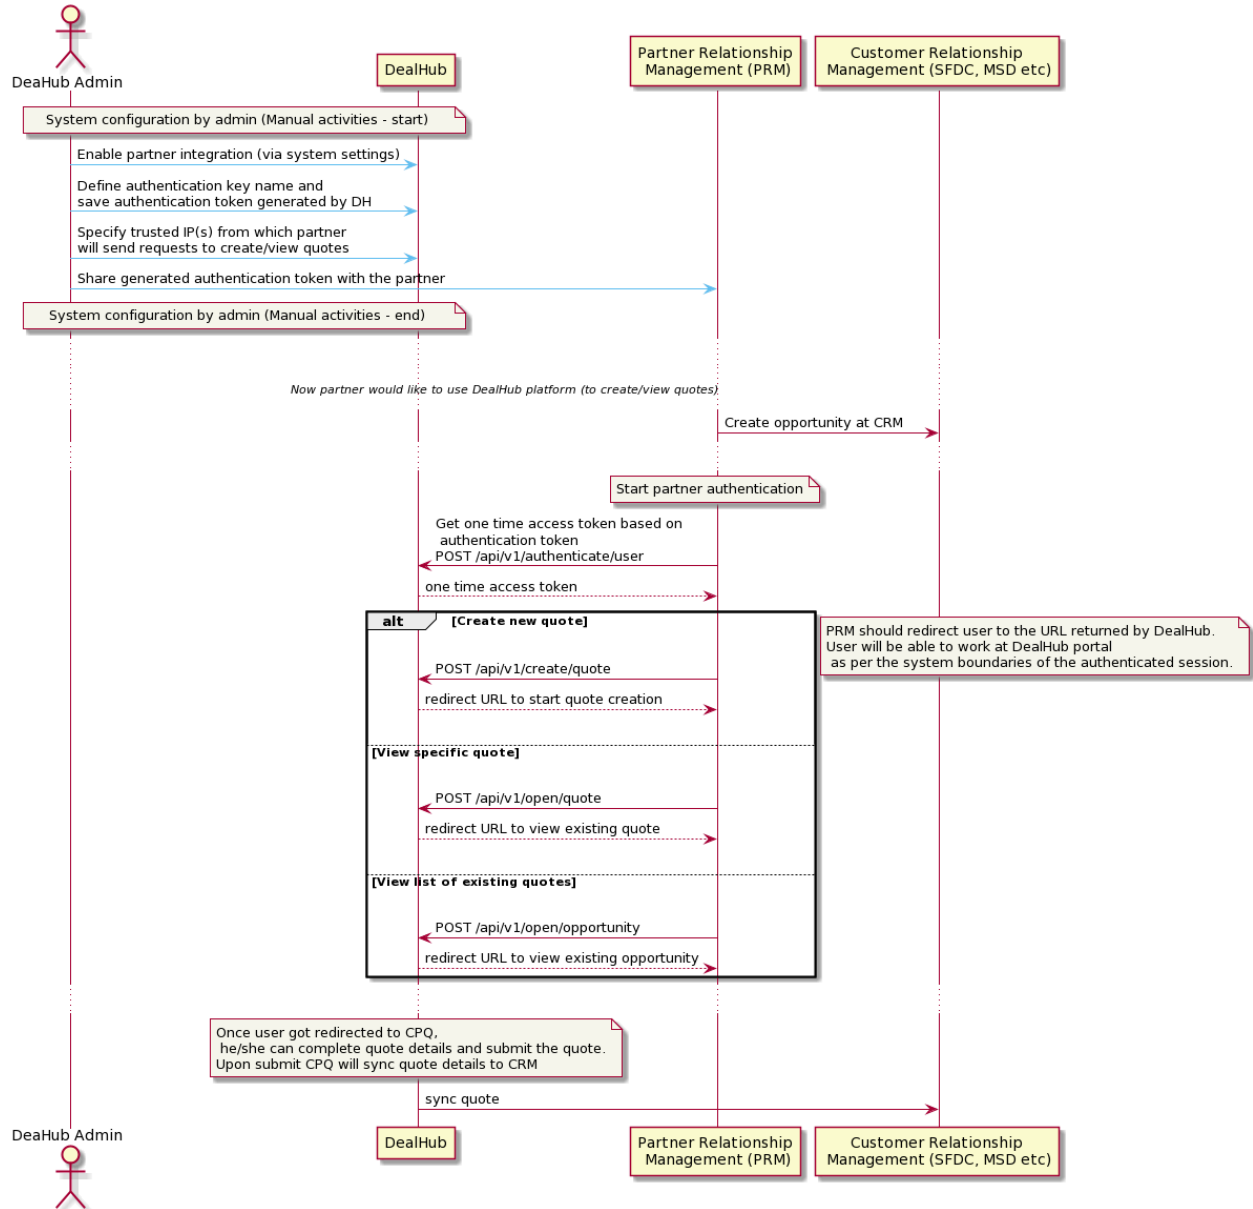 DeaHub Admin
DealHub
Partner Relationship
Management (PRM)
Customer Relationship
Management (SFDC, MSD etc)
System configuration by admin (Manual activities - start)
Enable partner integration (via system settings)
Define authentication key name and
save authentication token generated by DH
Specify trusted IP(s) from which partner
will send requests to create/view quotes
Share generated authentication token with the partner
System configuration by admin (Manual activities - end)
Now partner would like to use DealHub platform (to create/view quotes)
Create opportunity at CRM
Start partner authentication
Get one time access token based on
authentication token
POST /api/v1/authenticate/user
one time access token
alt [Create new quote]
PRM should redirect user to the URL returned by DealHub.
User will be able to work at DealHub portal
as per the system boundaries of the authenticated session.
POST /api/v1/create/quote
redirect URL to start quote creation
[View specific quote]
POST /api/v1/open/quote
redirect URL to view existing quote
[View list of existing quotes]
POST /api/v1/open/opportunity
redirect URL to view existing opportunity
Once user got redirected to CPQ,
he/she can complete quote details and submit the quote.
Upon submit CPQ will sync quote details to CRM
sync quote
DeaHub Admin
DealHub
Partner Relationship
Management (PRM)
Customer Relationship
Management (SFDC, MSD etc)